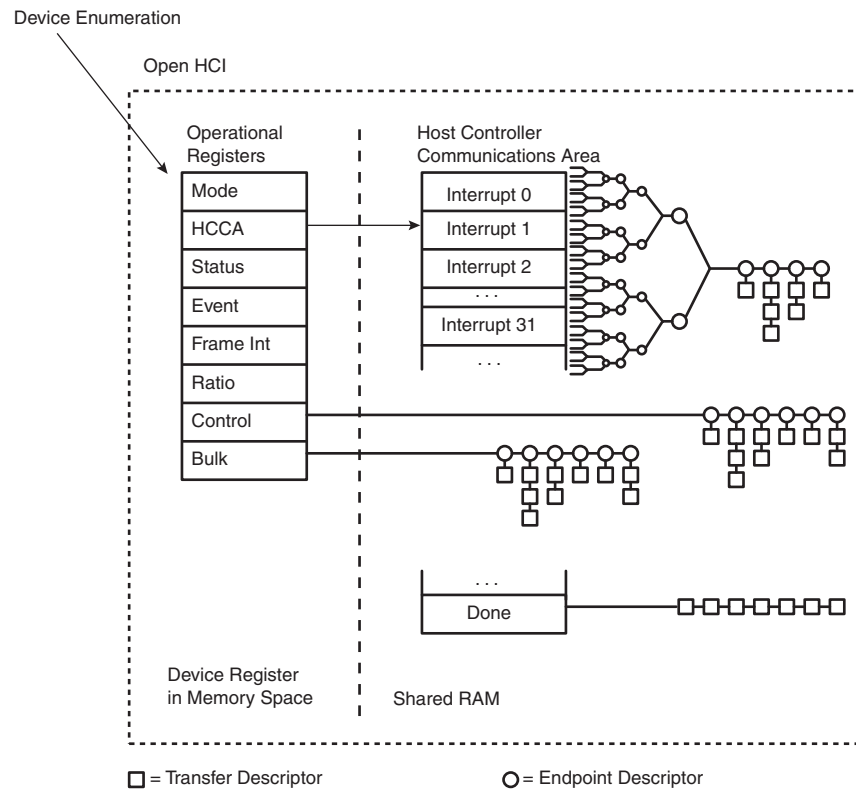 Device Enumeration
Open HCI
Operational
Registers
Mode
HCCA
Status
Event
Frame Int
Ratio
Control
Bulk
Host Controller
Communications Area
Interrupt 0
Interrupt 1
Interrupt 2
. . .
Interrupt 31
. . .
. . .
Done
Device Register
in Memory Space
Shared RAM
= Transfer Descriptor
= Endpoint Descriptor